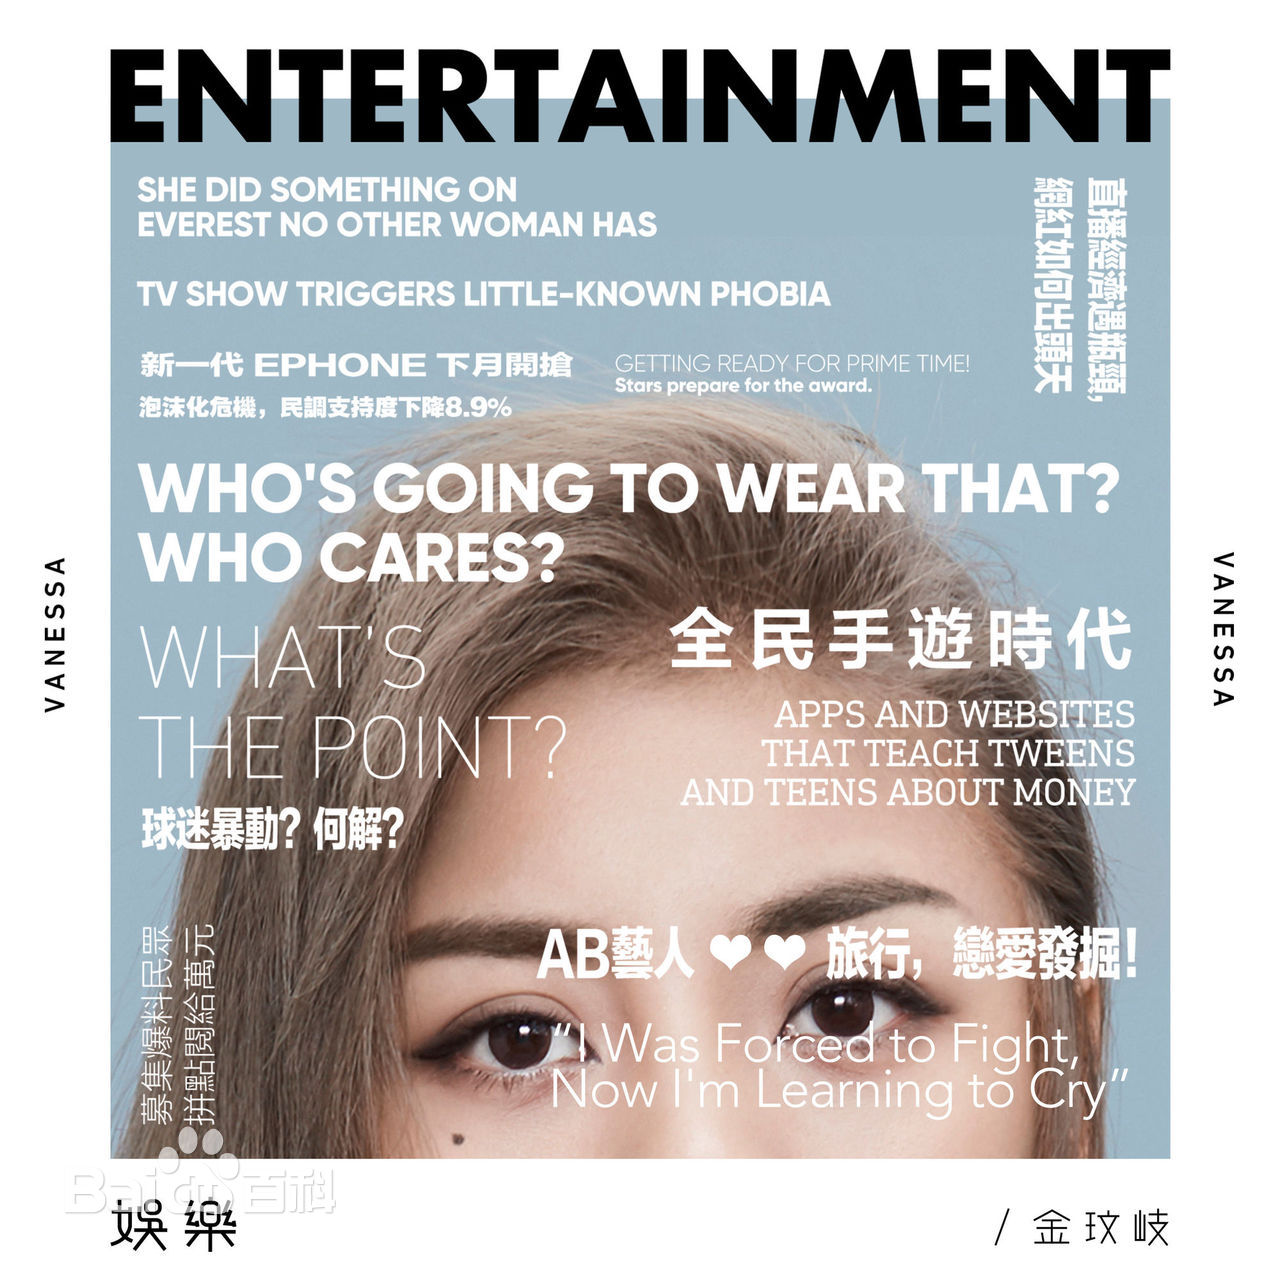 ENTERTAINMENT
SHE DID SOMETHING ON
EVEREST NO OTHER WOMAN HAS
TV SHOW TRIGGERS LITTLE-KNOWN PHOBIA
直播經濟遇瓶頸,
網紅如何出頭天
新一代 EPHONE 下月開搶
泡沫化危機，民調支持度下降8.9%
GETTING READY FOR PRIME TIME!
Stars prepare for the award.
WHO'S GOING TO WEAR THAT?
WHO CARES?
VANESSA
VANESSA
WHAT'S
THE POINT?
全民手遊時代
APPS AND WEBSITES
THAT TEACH TWEENS
AND TEENS ABOUT MONEY
球迷暴動? 何解?
募集爆料民眾
拼點閱給萬元
AB藝人 ❤❤ 旅行，戀愛發掘!
“I Was Forced to Fight,
Now I'm Learning to Cry”
Bai百科
娛樂
/ 金玟岐